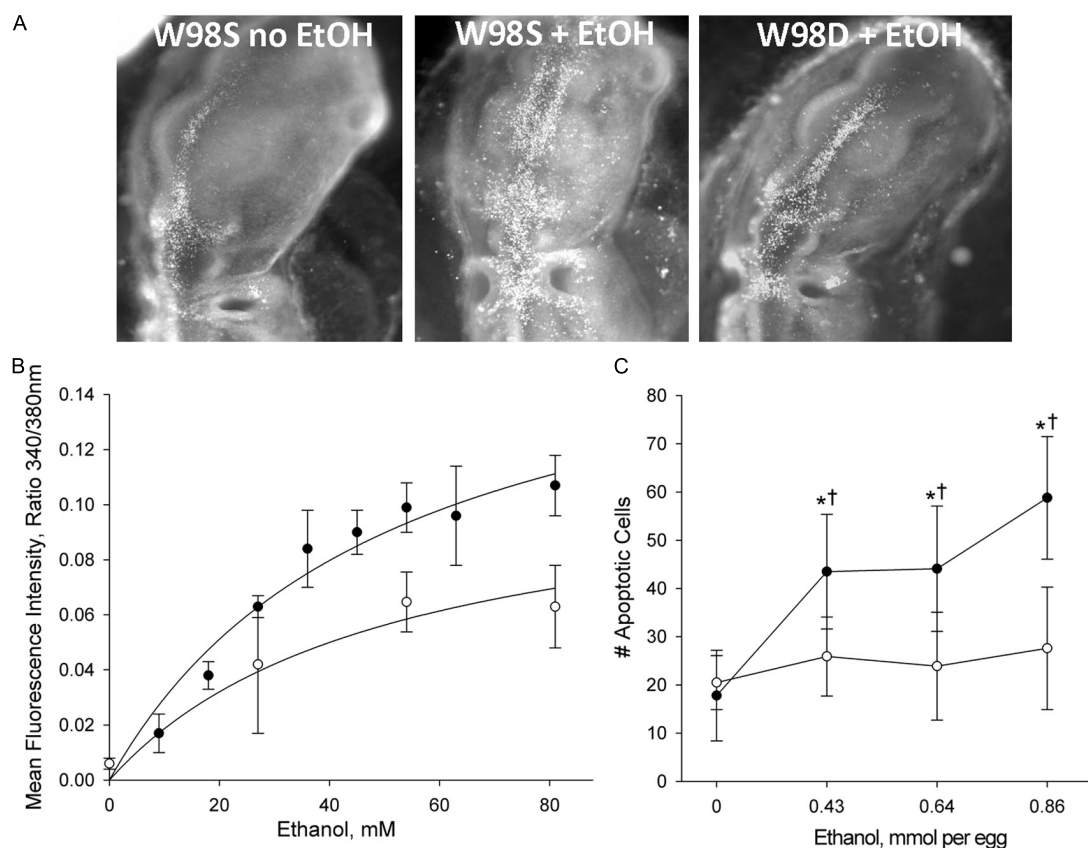 A
W98S no EtOH
W98S + EtOH
W98D + EtOH
B
Mean Fluorescence Intensity, Ratio 340/380nm
0.14
0.12
0.10
0.08
0.06
0.04
0.02
0.00
0
20
40
60
80
Ethanol, mM
C
# Apoptotic Cells
80
70
60
50
40
30
20
10
0
*†
*†
*†
0
0.43
0.64
0.86
Ethanol, mmol per egg